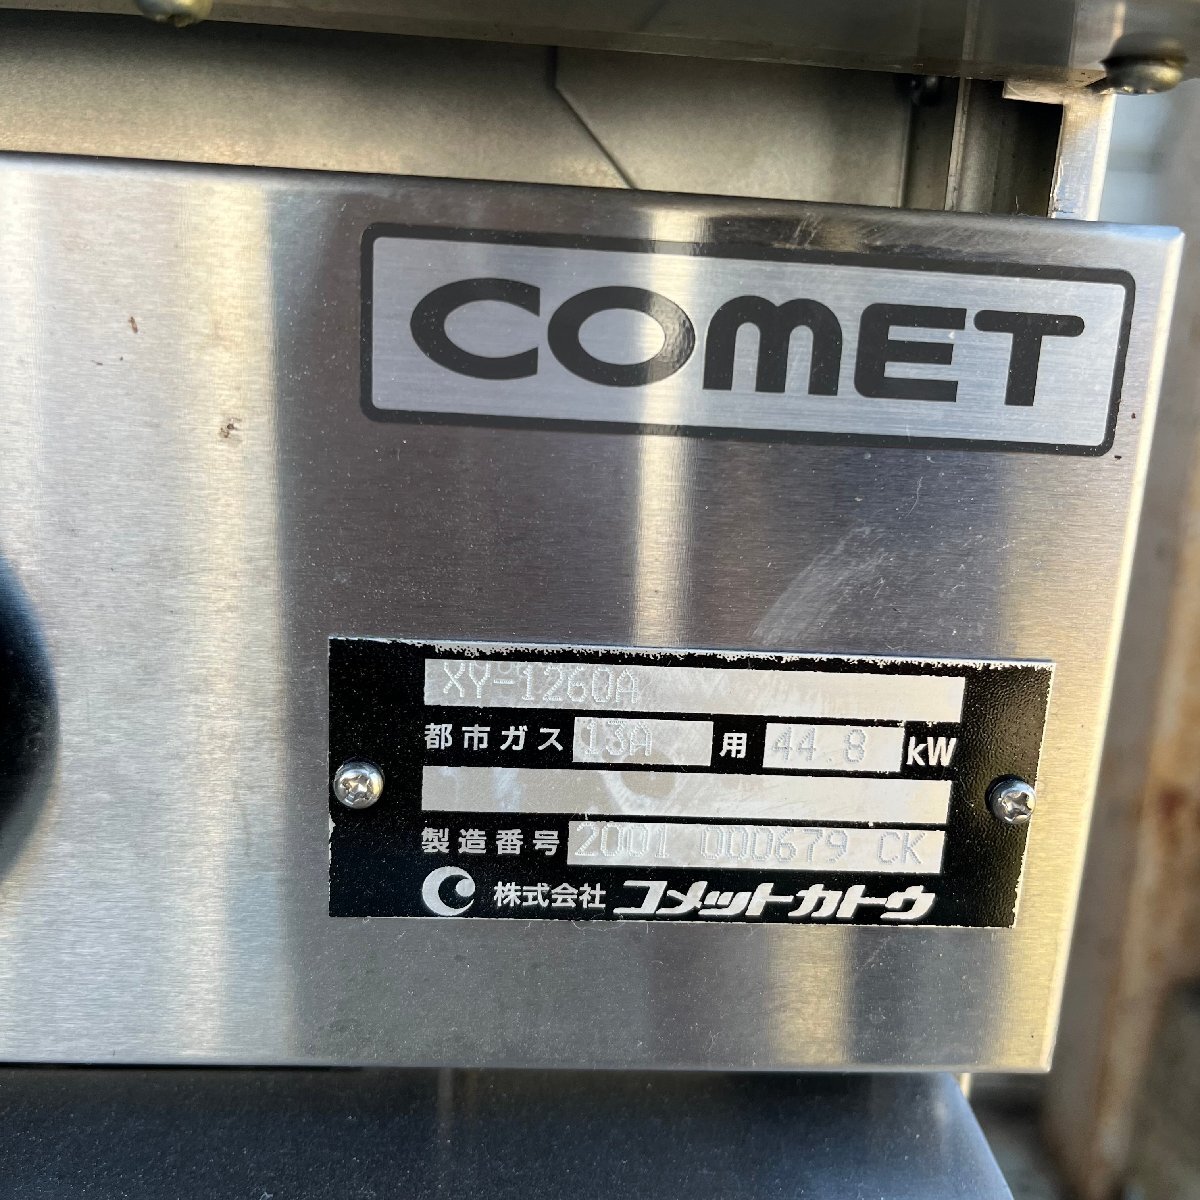 COMET
XY-1260A
都市ガス 13A 用 44.8 kW
製造番号 2001 000679 CK
株式会社 コメットカトウ